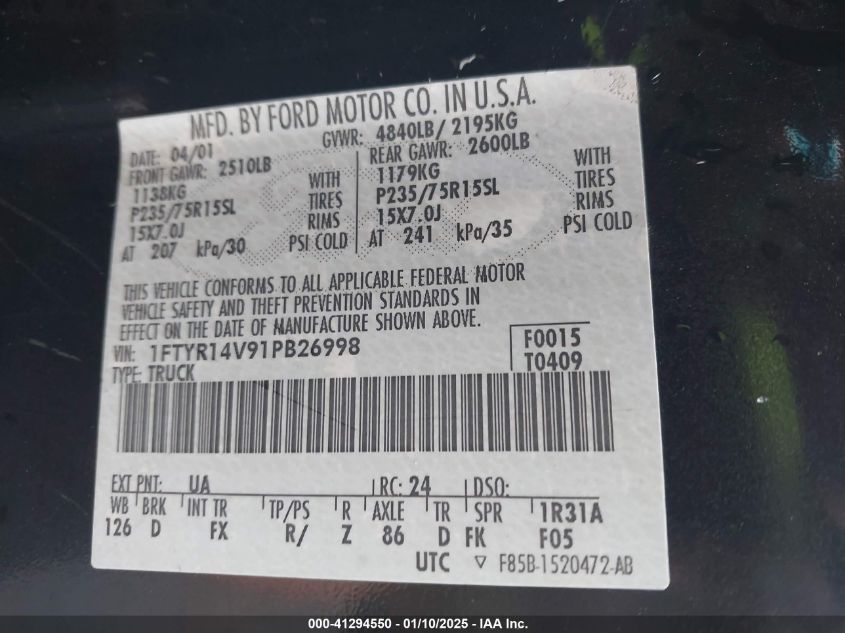 MFD. BY FORD MOTOR CO. IN U.S.A.
DATE: 04/01 GVWR: 4840LB/ 2195KG
FRONT GAWR: 2510LB REAR GAWR: 2600LB
1138KG WITH 1179KG WITH
P235/75R15SL TIRES P235/75R15SL TIRES
15X7.0J RIMS 15X7.0J RIMS
AT 207 kPa/30 PSI COLD AT 241 kPa/35 PSI COLD
THIS VEHICLE CONFORMS TO ALL APPLICABLE FEDERAL MOTOR
VEHICLE SAFETY AND THEFT PREVENTION STANDARDS IN
EFFECT ON THE DATE OF MANUFACTURE SHOWN ABOVE.
VIN: 1FTYR14V91PB26998 F0015
TYPE: TRUCK T0409
EXT PNT: UA RC: 24 DSO:
WB BRK INT TR TP/PS R AXLE TR SPR 1R31A
126 D FX R/ Z 86 D FK F05
UTC ▽ F85B-1520472-AB
000-41294550 - 01/10/2025 - IAA Inc.